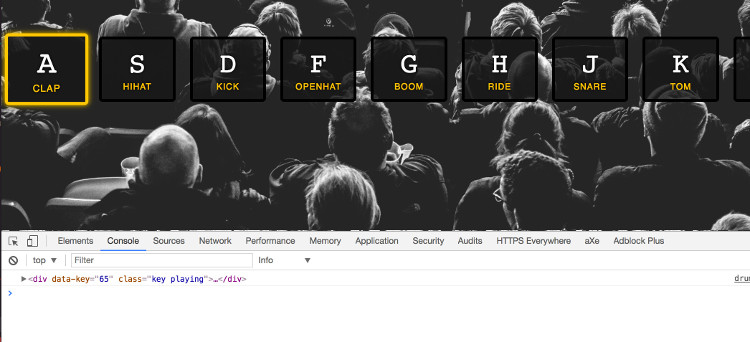 A S D F G H J K
CLAP HIHAT KICK OPENHAT BOOM RIDE SNARE TOM
Elements Console Sources Network Performance Memory Application Security Audits HTTPS Everywhere aXe Adblock Plus
top ▼ Filter Info ▼
▶<div data-key="65" class="key playing">…</div>
>